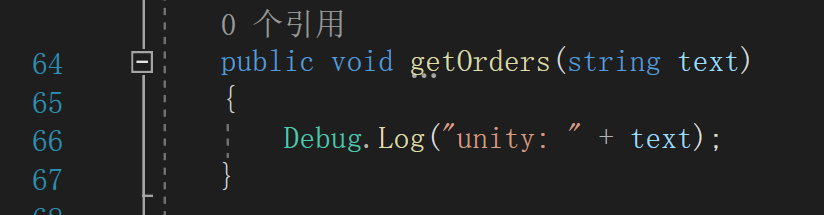 0 个引用
64 public void getOrders(string text)
65 {
66 Debug.Log("unity: " + text);
67 }